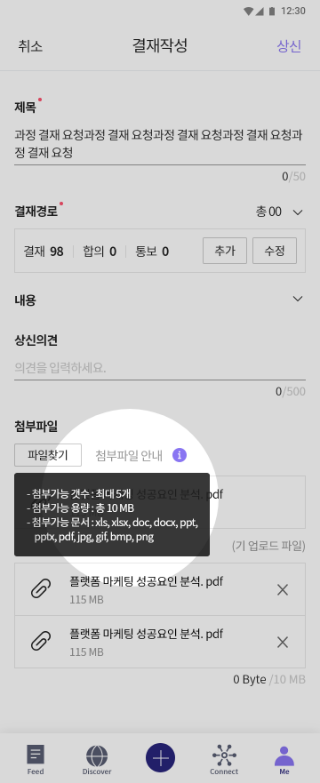 12:30
취소
결재작성
상신
제목*
과정 결재 요청과정 결재 요청과정 결재 요청과정 결재 요청과
정 결재 요청
0/50
결재경로*
총 00
결재 98 합의 0 통보 0
추가
수정
내용
상신의견
의견을 입력하세요.
0/500
첨부파일
파일찾기
첨부파일 안내
i
성공요인 분석. pdf
- 첨부가능 갯수 : 최대 5개
- 첨부가능 용량 : 총 10 MB
- 첨부가능 문서 : xls, xlsx, doc, docx, ppt,
pptx, pdf, jpg, gif, bmp, png
(기 업로드 파일)
플랫폼 마케팅 성공요인 분석. pdf
115 MB
플랫폼 마케팅 성공요인 분석. pdf
115 MB
0 Byte /10 MB
Feed
Discover
Connect
Me